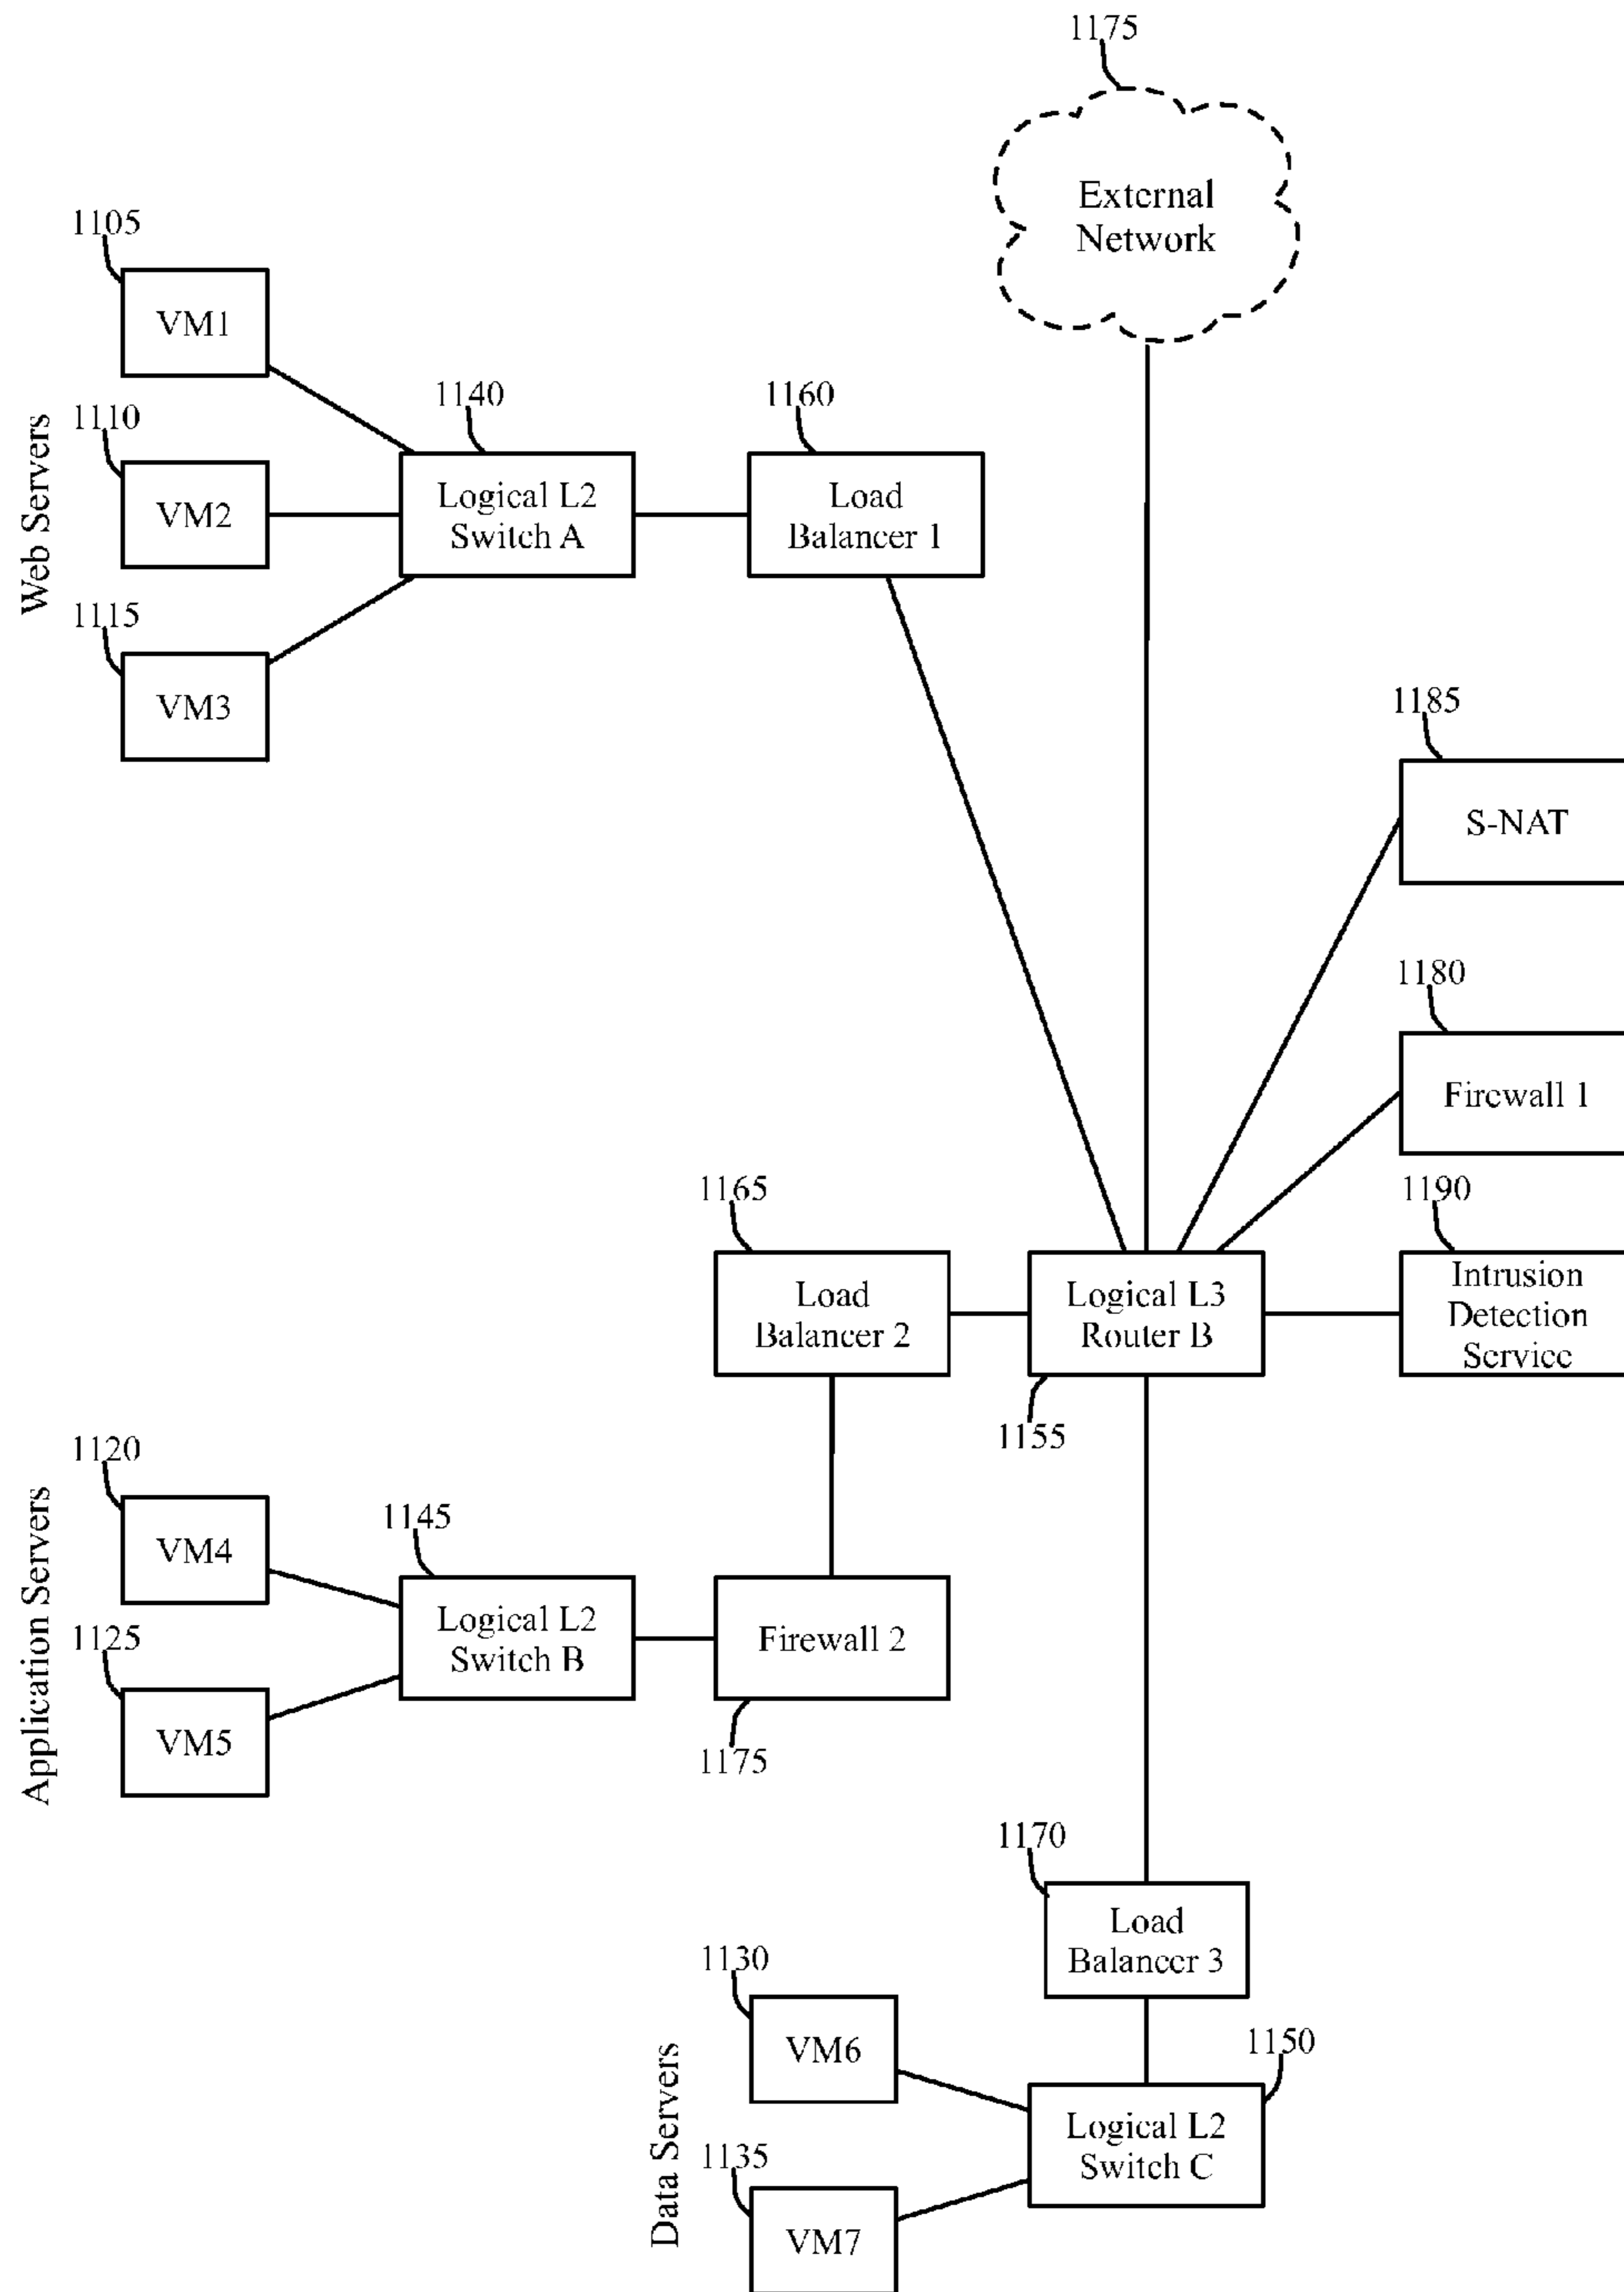 1175
External
Network
1105
VM1
1110
VM2
1115
VM3
Web Servers
1140
Logical L2
Switch A
1160
Load
Balancer 1
1185
S-NAT
1180
Firewall 1
1190
Intrusion
Detection
Service
1165
Load
Balancer 2
Logical L3
Router B
1155
1120
VM4
1125
VM5
Application Servers
1145
Logical L2
Switch B
Firewall 2
1175
1170
Load
Balancer 3
1130
VM6
1135
VM7
Data Servers
1150
Logical L2
Switch C